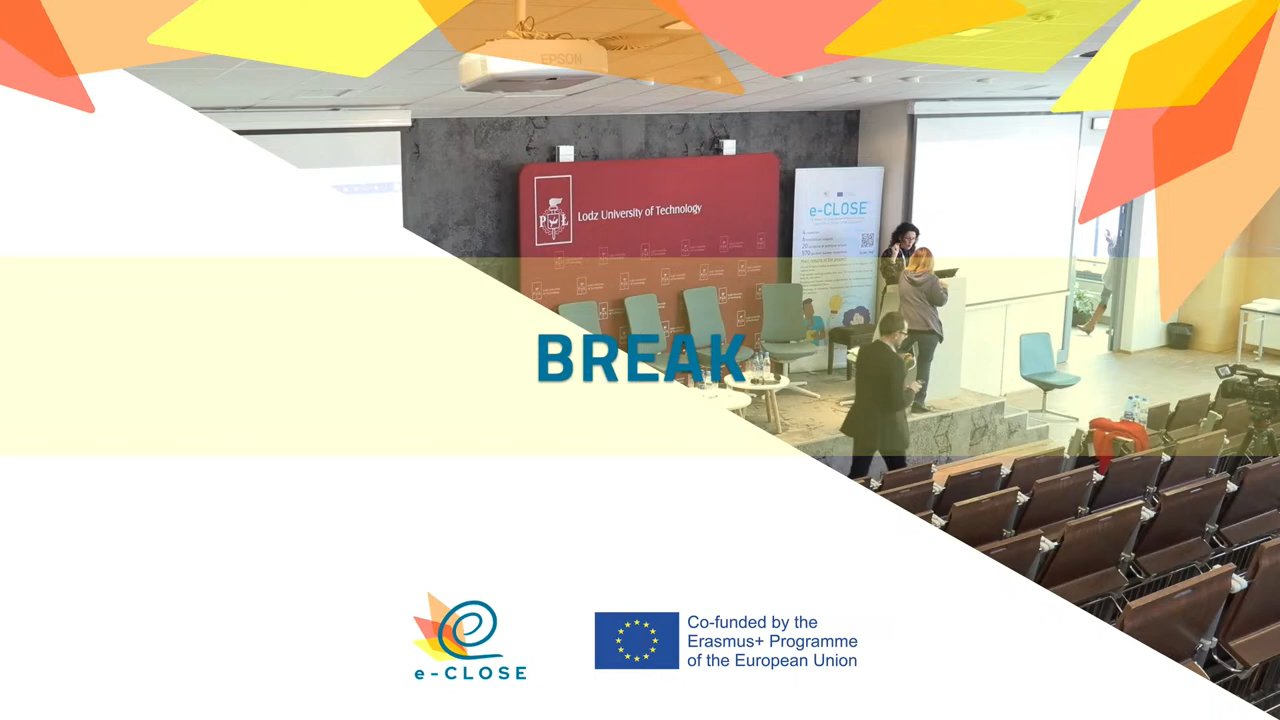 EPSON
Lodz University of Technology
P Ł
e-CLOSE
BREAK
e-CLOSE
Co-funded by the
Erasmus+ Programme
of the European Union